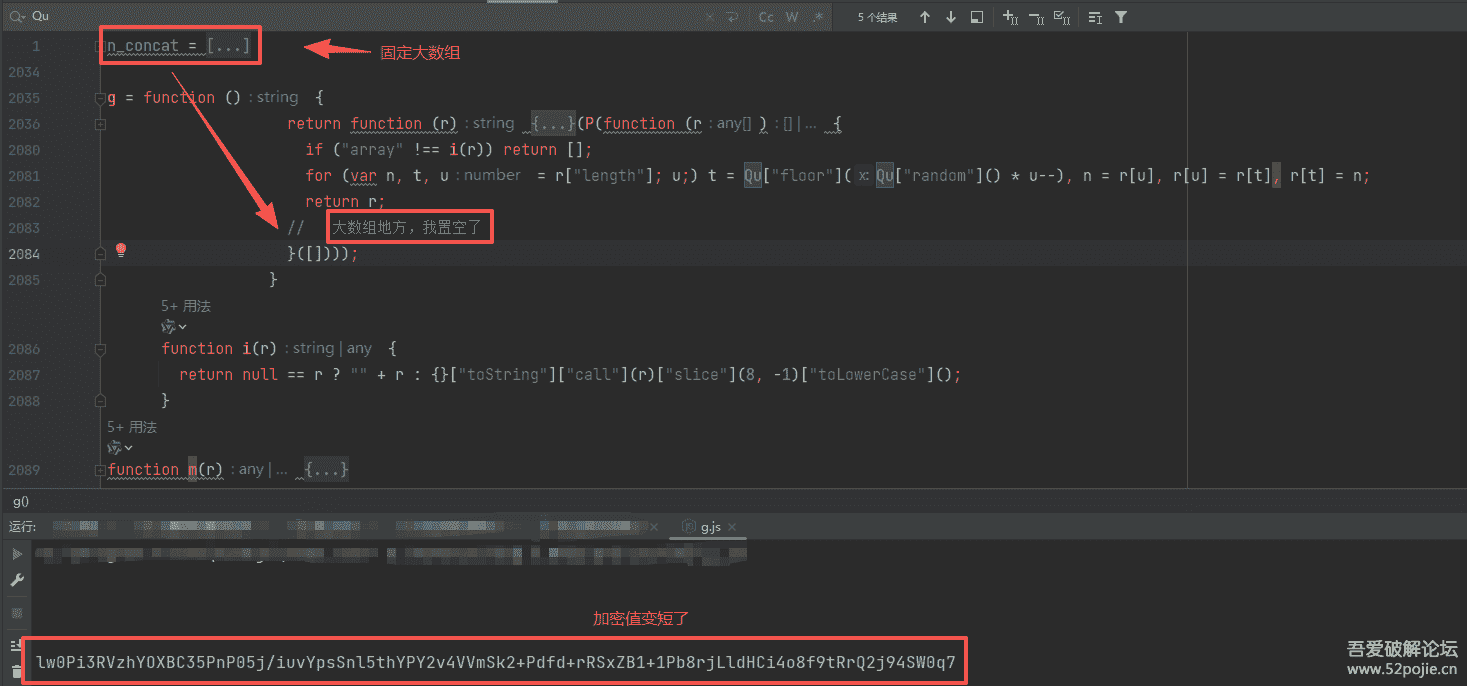 Qu
Cc W .* 5 个结果
1 n_concat = [...] 固定大数组
2034
2035 g = function () : string {
2036 return function (r) : string {...}(P(function (r : any[] ) : [] | ... {
2080 if ("array" !== i(r)) return [];
2081 for (var n, t, u : number = r["length"]; u;) t = Qu["floor"]( x: Qu["random"]() * u--), n = r[u], r[u] = r[t], r[t] = n;
2082 return r;
2083 // 大数组地方，我置空了
2084 }([])));
2085 }
5+ 用法
2086 function i(r) : string | any {
2087 return null == r ? "" + r : {}["toString"]["call"](r)["slice"](8, -1)["toLowerCase"]();
2088 }
5+ 用法
2089 function m(r) : any | ... {...}
g()
运行: g.js
加密值变短了
lw0Pi3RVzhYOXBC35PnP05j/iuvYpsSnl5thYPY2v4VVmSk2+Pdfd+rRSxZB1+1Pb8rjLldHCi4o8f9tRrQ2j94SW0q7
吾爱破解论坛
www.52pojie.cn